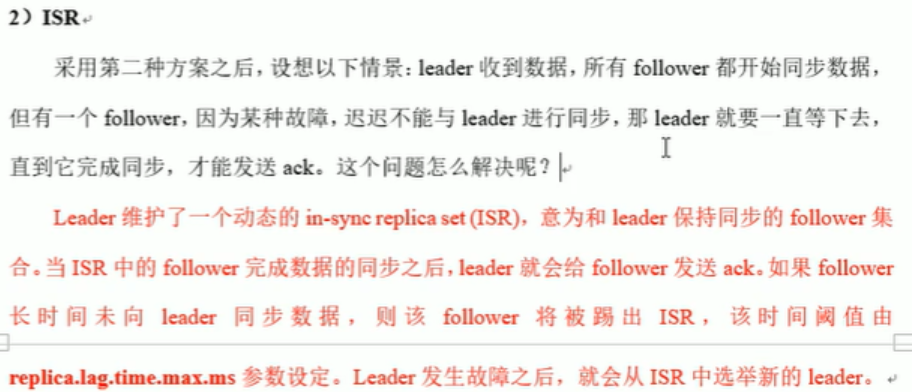 2）ISR
采用第二种方案之后，设想以下情景：leader 收到数据，所有 follower 都开始同步数据，
但有一个 follower，因为某种故障，迟迟不能与 leader 进行同步，那 leader 就要一直等下去，
直到它完成同步，才能发送 ack。这个问题怎么解决呢？
Leader 维护了一个动态的 in-sync replica set (ISR)，意为和 leader 保持同步的 follower 集
合。当 ISR 中的 follower 完成数据的同步之后，leader 就会给 follower 发送 ack。如果 follower
长时间未向 leader 同步数据，则该 follower 将被踢出 ISR，该时间阈值由
replica.lag.time.max.ms 参数设定。Leader 发生故障之后，就会从 ISR 中选举新的 leader。